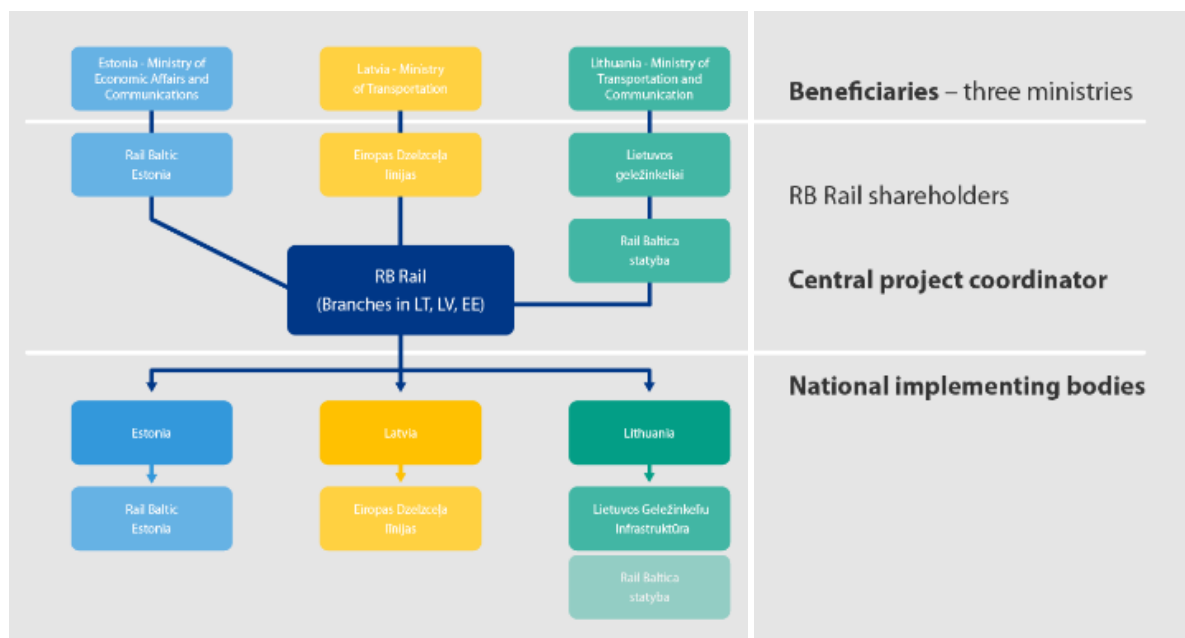 Estonia - Ministry of
Economic Affairs and
Communications
Latvia - Ministry
of Transportation
Lithuania - Ministry of
Transportation and
Communication
Beneficiaries – three ministries
Rail Baltic
Estonia
Eiropas Dzelzceļa
līnijas
Lietuvos
geležinkeliai
RB Rail shareholders
Rail Baltica
statyba
RB Rail
(Branches in LT, LV, EE)
Central project coordinator
National implementing bodies
Estonia
Latvia
Lithuania
Rail Baltic
Estonia
Eiropas Dzelzceļa
līnijas
Lietuvos Geležinkeliu
Infrastruktūra
Rail Baltica
statyba